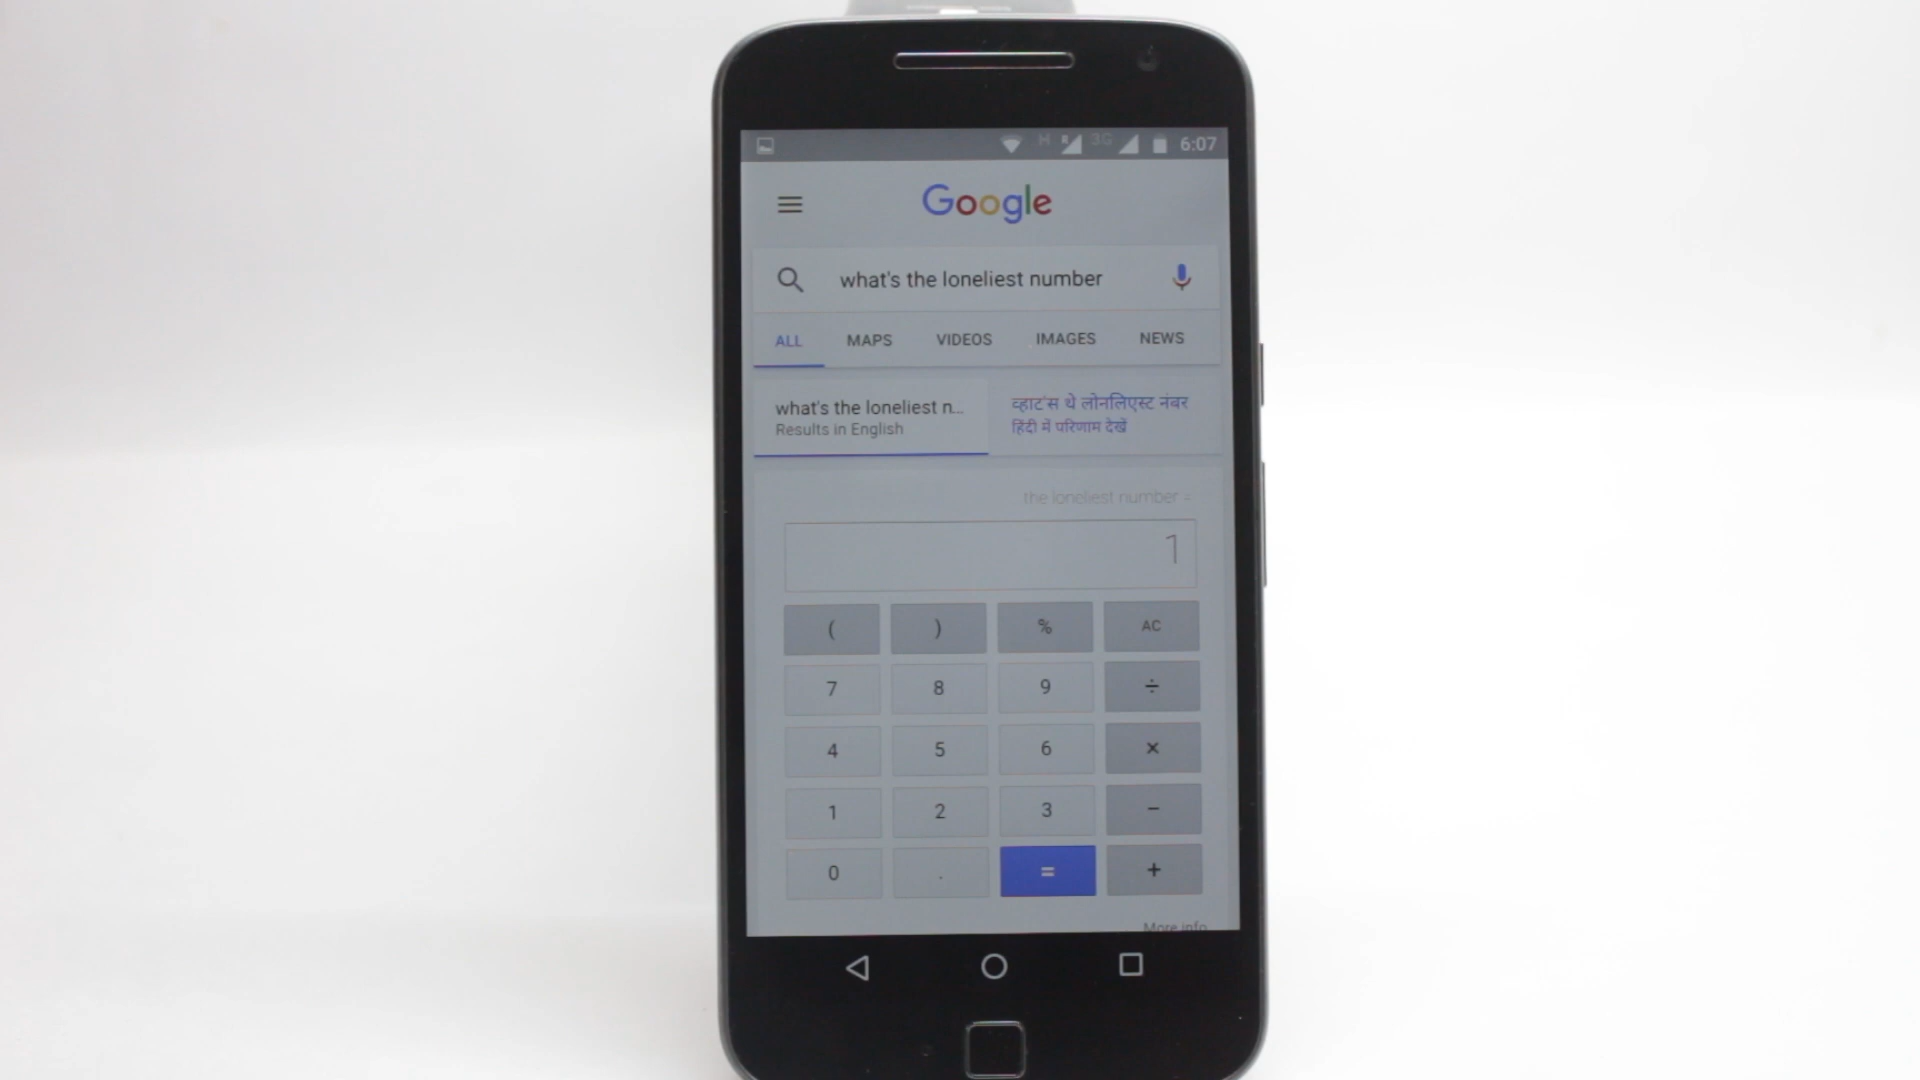 H R 3G 6:07
Google
what's the loneliest number
ALL MAPS VIDEOS IMAGES NEWS
what's the loneliest n...
Results in English
व्हाट'स थे लोनलिएस्ट नंबर
हिंदी में परिणाम देखें
the loneliest number =
1
( ) % AC
7 8 9 ÷
4 5 6 ×
1 2 3 −
0 . = +
More info